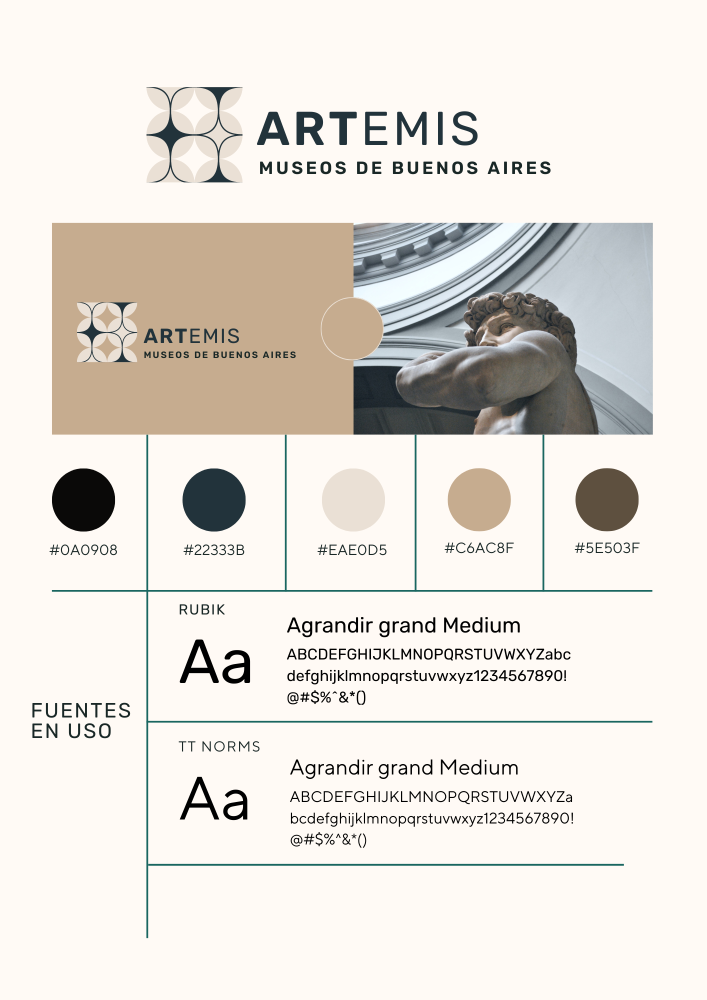 ARTEMIS
MUSEOS DE BUENOS AIRES
ARTEMIS
MUSEOS DE BUENOS AIRES
#0A0908
#22333B
#EAE0D5
#C6AC8F
#5E503F
FUENTES
EN USO
RUBIK
Aa
Agrandir grand Medium
ABCDEFGHIJKLMNOPQRSTUVWXYZabc
defghijklmnopqrstuvwxyz1234567890!
@#$%^&*()
TT NORMS
Aa
Agrandir grand Medium
ABCDEFGHIJKLMNOPQRSTUVWXYZa
bcdefghijklmnopqrstuvwxyz1234567890!
@#$%^&*()